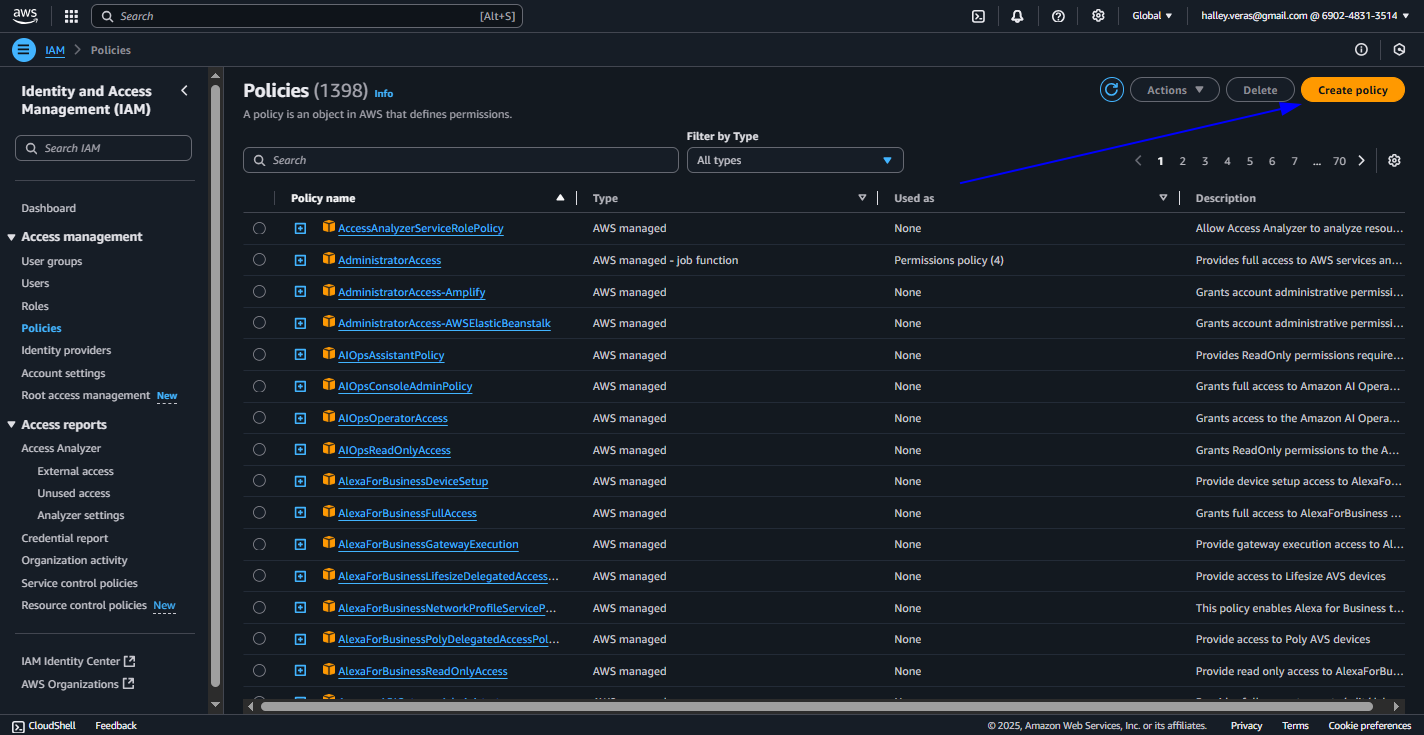 aws
Search [Alt+S]
Global
halley.veras@gmail.com @ 6902-4831-3514
IAM > Policies
Identity and Access Management (IAM)
Search IAM
Dashboard
Access management
User groups
Users
Roles
Policies
Identity providers
Account settings
Root access management New
Access reports
Access Analyzer
External access
Unused access
Analyzer settings
Credential report
Organization activity
Service control policies
Resource control policies New
IAM Identity Center
AWS Organizations
Policies (1398) Info
Actions Delete Create policy
A policy is an object in AWS that defines permissions.
Filter by Type
Search
All types
1 2 3 4 5 6 7 ... 70
Policy name Type Used as Description
AccessAnalyzerServiceRolePolicy AWS managed None Allow Access Analyzer to analyze resou...
AdministratorAccess AWS managed - job function Permissions policy (4) Provides full access to AWS services an...
AdministratorAccess-Amplify AWS managed None Grants account administrative permissi...
AdministratorAccess-AWSElasticBeanstalk AWS managed None Grants account administrative permissi...
AIOpsAssistantPolicy AWS managed None Provides ReadOnly permissions require...
AIOpsConsoleAdminPolicy AWS managed None Grants full access to Amazon AI Opera...
AIOpsOperatorAccess AWS managed None Grants access to the Amazon AI Opera...
AIOpsReadOnlyAccess AWS managed None Grants ReadOnly permissions to the A...
AlexaForBusinessDeviceSetup AWS managed None Provide device setup access to AlexaFo...
AlexaForBusinessFullAccess AWS managed None Grants full access to AlexaForBusiness ...
AlexaForBusinessGatewayExecution AWS managed None Provide gateway execution access to Al...
AlexaForBusinessLifesizeDelegatedAccess... AWS managed None Provide access to Lifesize AVS devices
AlexaForBusinessNetworkProfileServiceP... AWS managed None This policy enables Alexa for Business t...
AlexaForBusinessPolyDelegatedAccessPol... AWS managed None Provide access to Poly AVS devices
AlexaForBusinessReadOnlyAccess AWS managed None Provide read only access to AlexaForBu...
CloudShell Feedback
© 2025, Amazon Web Services, Inc. or its affiliates. Privacy Terms Cookie preferences